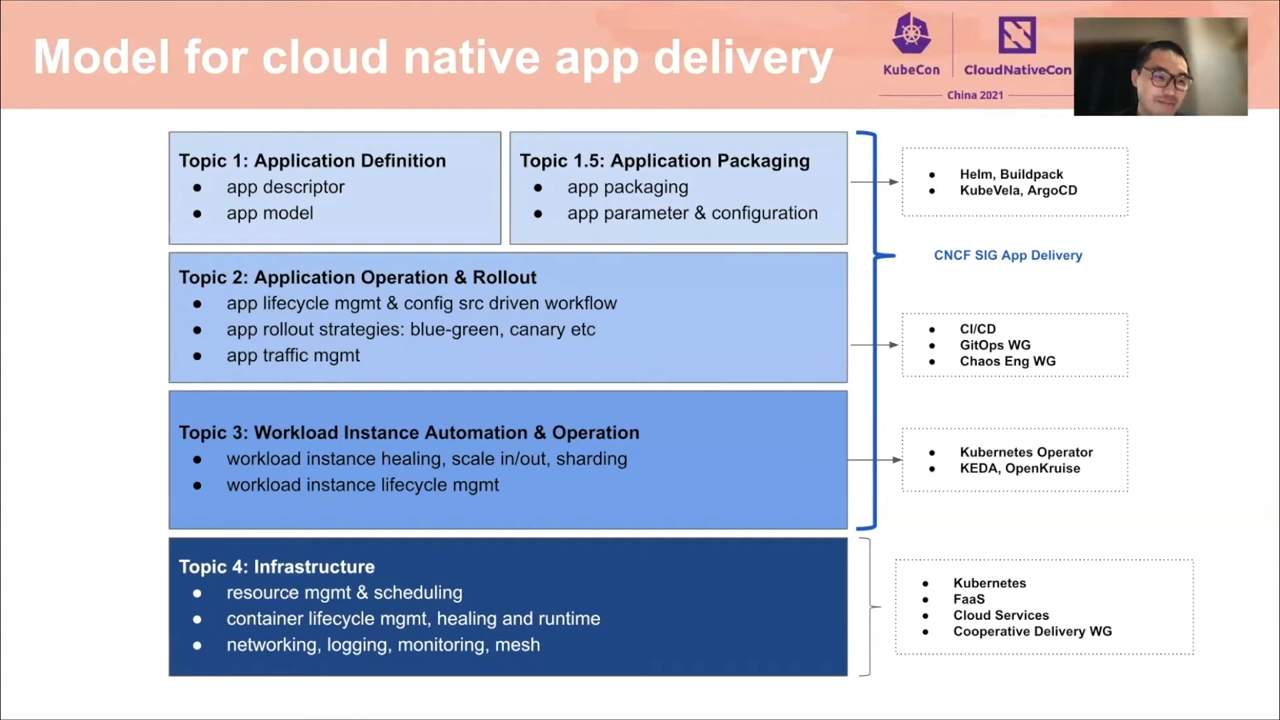 Model for cloud native app delivery
KubeCon
CloudNativeCon
China 2021
Topic 1: Application Definition
● app descriptor
● app model
Topic 1.5: Application Packaging
● app packaging
● app parameter & configuration
● Helm, Buildpack
● KubeVela, ArgoCD
CNCF SIG App Delivery
Topic 2: Application Operation & Rollout
● app lifecycle mgmt & config src driven workflow
● app rollout strategies: blue-green, canary etc
● app traffic mgmt
● CI/CD
● GitOps WG
● Chaos Eng WG
Topic 3: Workload Instance Automation & Operation
● workload instance healing, scale in/out, sharding
● workload instance lifecycle mgmt
● Kubernetes Operator
● KEDA, OpenKruise
Topic 4: Infrastructure
● resource mgmt & scheduling
● container lifecycle mgmt, healing and runtime
● networking, logging, monitoring, mesh
● Kubernetes
● FaaS
● Cloud Services
● Cooperative Delivery WG